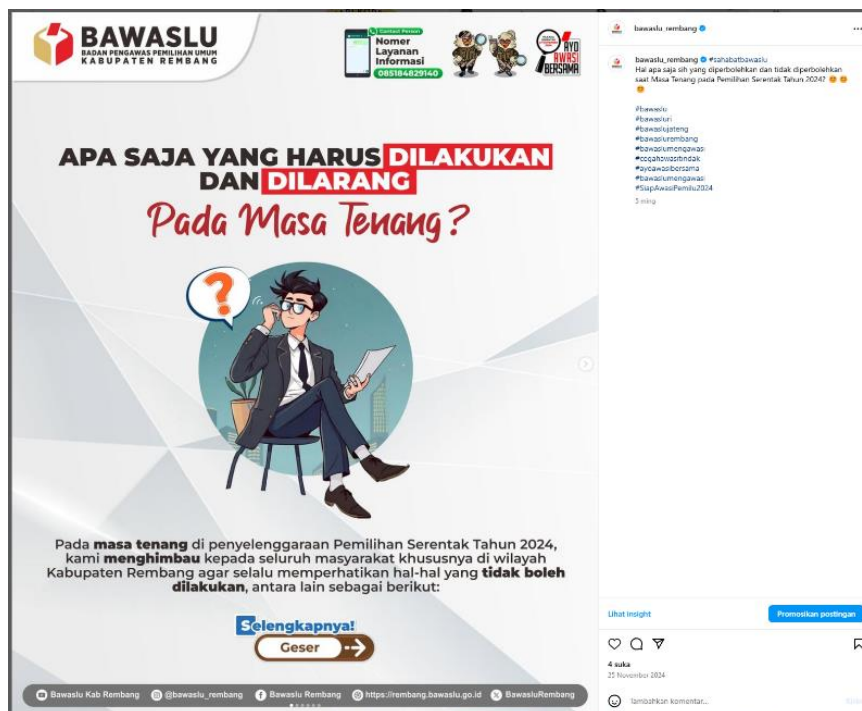 BAWASLU
BADAN PENGAWAS PEMILIHAN UMUM
KABUPATEN REMBANG
Contact Person
Nomer
Layanan
Informasi
085184829140
AYO
AWASI
BERSAMA
APA SAJA YANG HARUS DILAKUKAN
DAN DILARANG
Pada Masa Tenang?
?
Pada masa tenang di penyelenggaraan Pemilihan Serentak Tahun 2024,
kami menghimbau kepada seluruh masyarakat khususnya di wilayah
Kabupaten Rembang agar selalu memperhatikan hal-hal yang tidak boleh
dilakukan, antara lain sebagai berikut:
Selengkapnya!
Geser
Bawaslu Kab Rembang @bawaslu_rembang Bawaslu Rembang https://rembang.bawaslu.go.id BawasluRembang
bawaslu_rembang
bawaslu_rembang #sahabatbawaslu
Hal apa saja sih yang diperbolehkan dan tidak diperbolehkan
saat Masa Tenang pada Pemilihan Serentak Tahun 2024?
#bawaslu
#bawasluri
#bawaslujateng
#bawaslurembang
#bawaslumengawasi
#cegahawasitindak
#ayoawasibersama
#bawaslumengawasi
#SiapAwasiPemilu2024
3 ming
Lihat insight
Promosikan postingan
4 suka
25 November 2024
Tambahkan komentar...